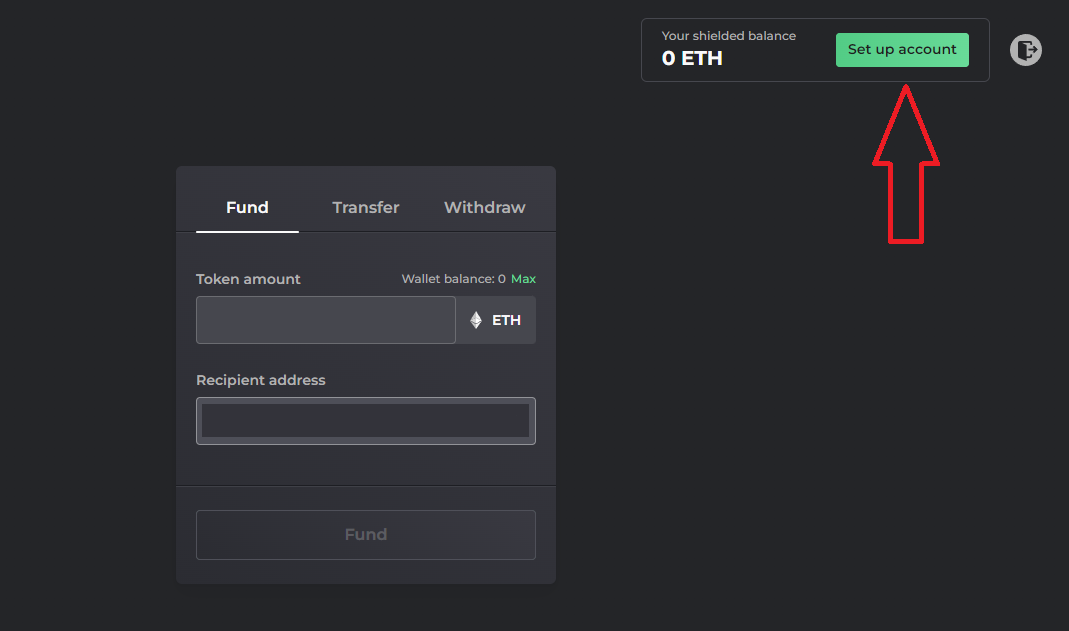 Your shielded balance
0 ETH
Set up account
Fund Transfer Withdraw
Token amount Wallet balance: 0 Max
ETH
Recipient address
Fund